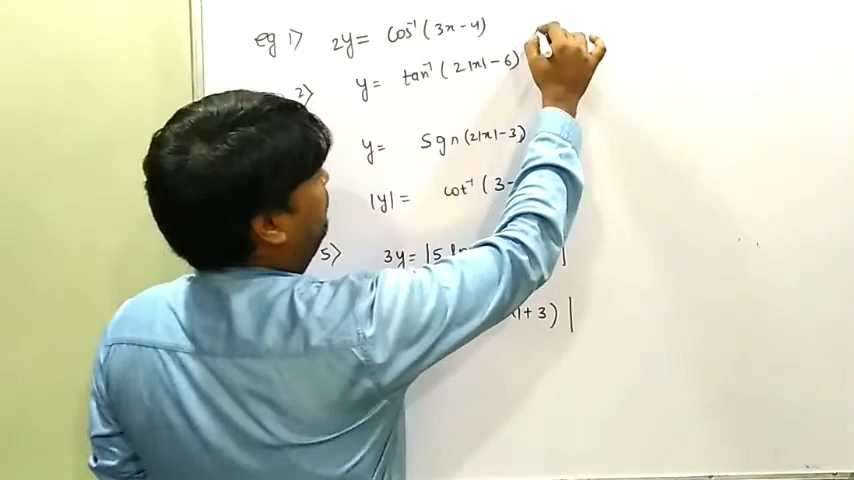 eg 1> 2y = cos⁻¹ (3x - 4)
2> y = tan⁻¹ (2|x| - 6)
y = sgn (2|x| - 3)
|y| = cot⁻¹ (3 -
5> 3y = |5 ln |
+ 3) |